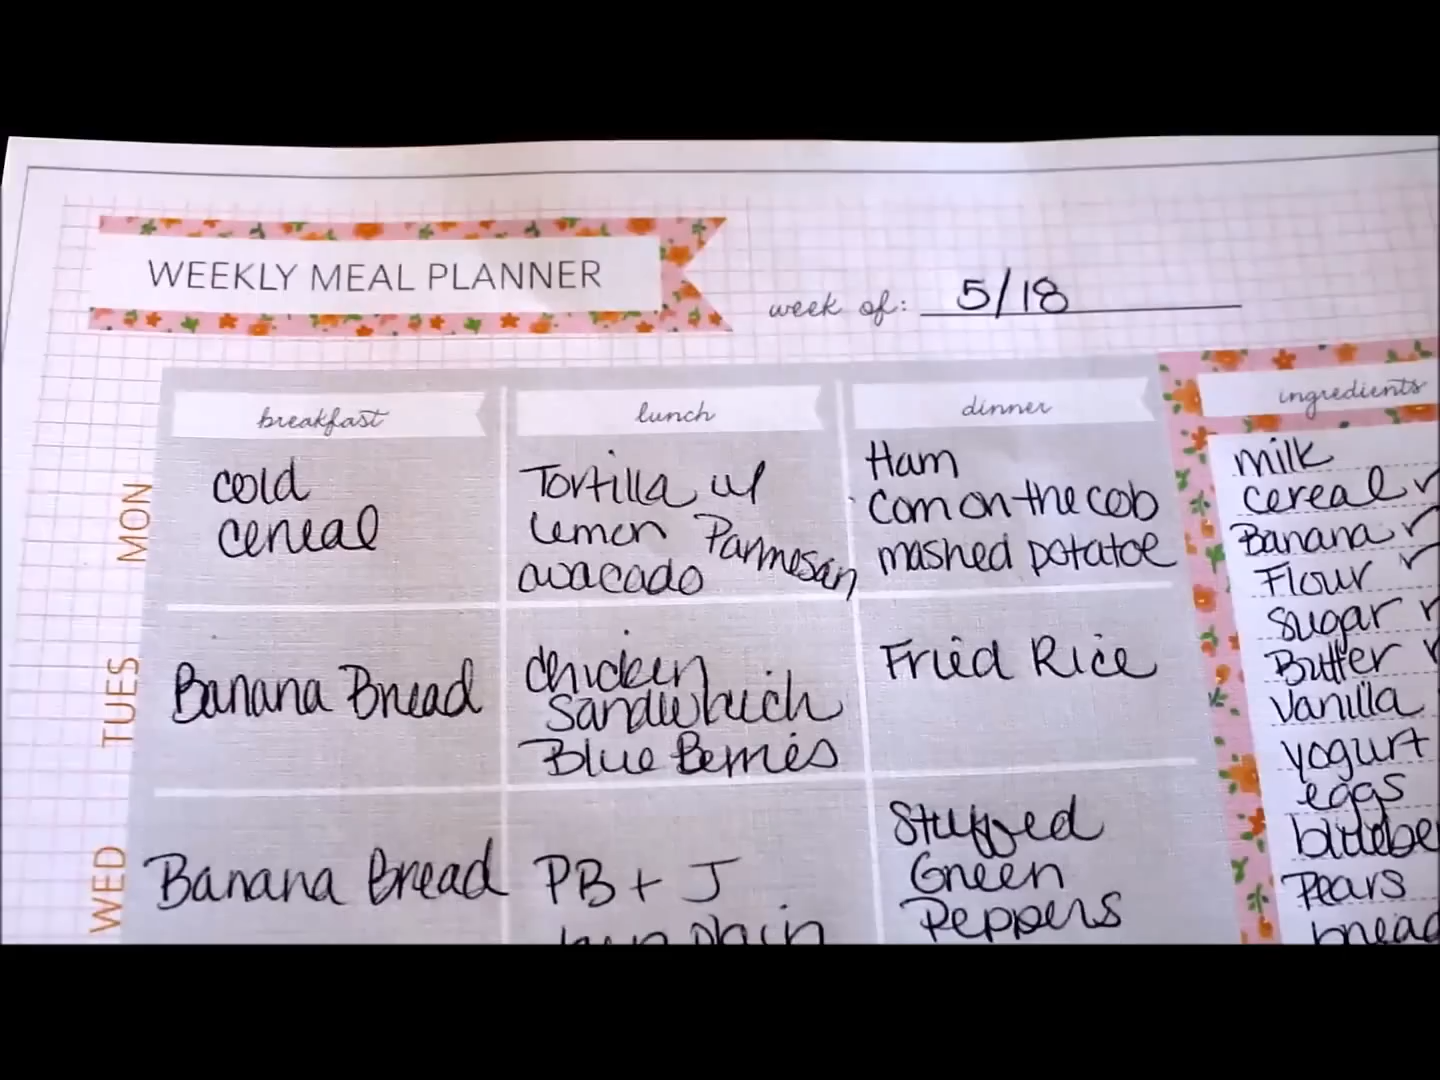 WEEKLY MEAL PLANNER
week of: 5/18
breakfast
lunch
dinner
ingredients
MON
cold
cereal
Tortilla w/
lemon Parmesan
avacado
Ham
Corn on-the cob
mashed potatoe
TUES
Banana Bread
chicken
sandwhich
Blue Berries
Fried Rice
WED
Banana Bread
PB + J
Stuffed
Green
Peppers
milk
cereal
Banana
Flour
sugar
Butter
vanilla
yogurt
eggs
Pears